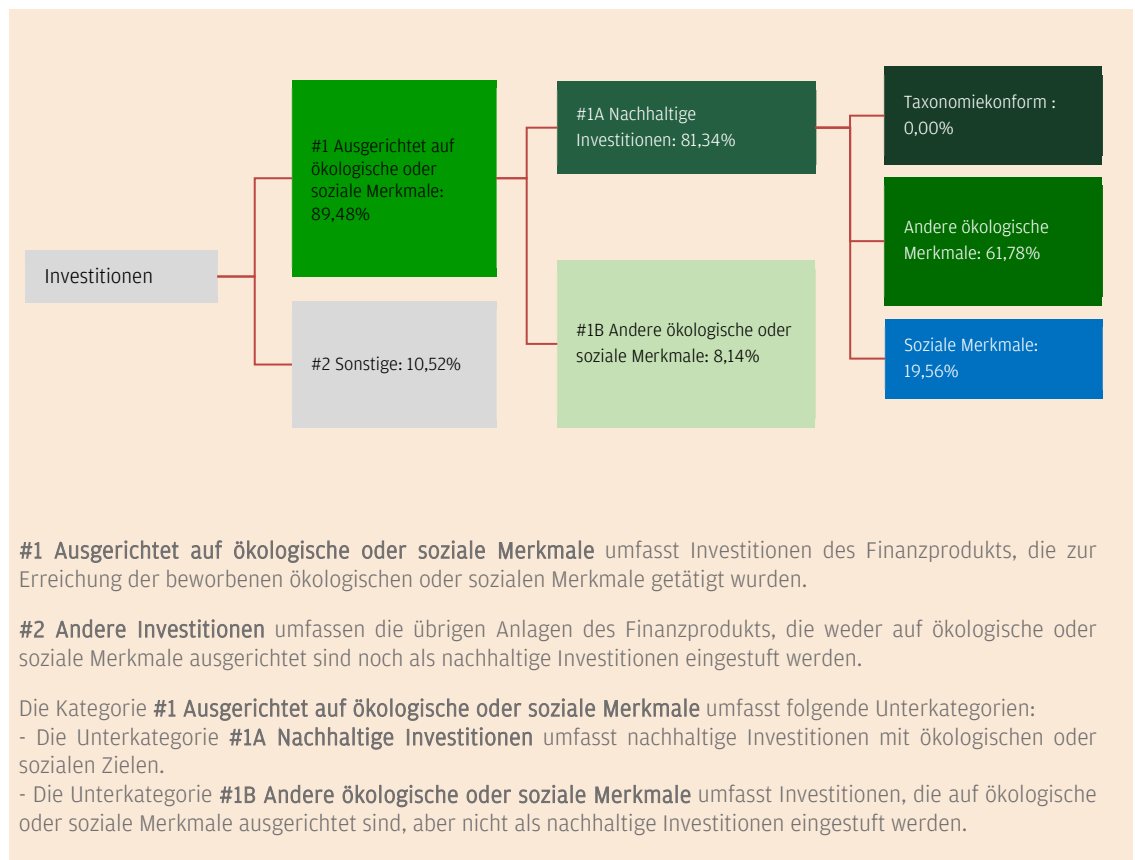 Investitionen
#1 Ausgerichtet auf
ökologische oder
soziale Merkmale:
89,48%
#2 Sonstige: 10,52%
#1A Nachhaltige
Investitionen: 81,34%
#1B Andere ökologische oder
soziale Merkmale: 8,14%
Taxonomiekonform :
0,00%
Andere ökologische
Merkmale: 61,78%
Soziale Merkmale:
19,56%
#1 Ausgerichtet auf ökologische oder soziale Merkmale umfasst Investitionen des Finanzprodukts, die zur
Erreichung der beworbenen ökologischen oder sozialen Merkmale getätigt wurden.
#2 Andere Investitionen umfassen die übrigen Anlagen des Finanzprodukts, die weder auf ökologische oder
soziale Merkmale ausgerichtet sind noch als nachhaltige Investitionen eingestuft werden.
Die Kategorie #1 Ausgerichtet auf ökologische oder soziale Merkmale umfasst folgende Unterkategorien:
- Die Unterkategorie #1A Nachhaltige Investitionen umfasst nachhaltige Investitionen mit ökologischen oder
sozialen Zielen.
- Die Unterkategorie #1B Andere ökologische oder soziale Merkmale umfasst Investitionen, die auf ökologische
oder soziale Merkmale ausgerichtet sind, aber nicht als nachhaltige Investitionen eingestuft werden.